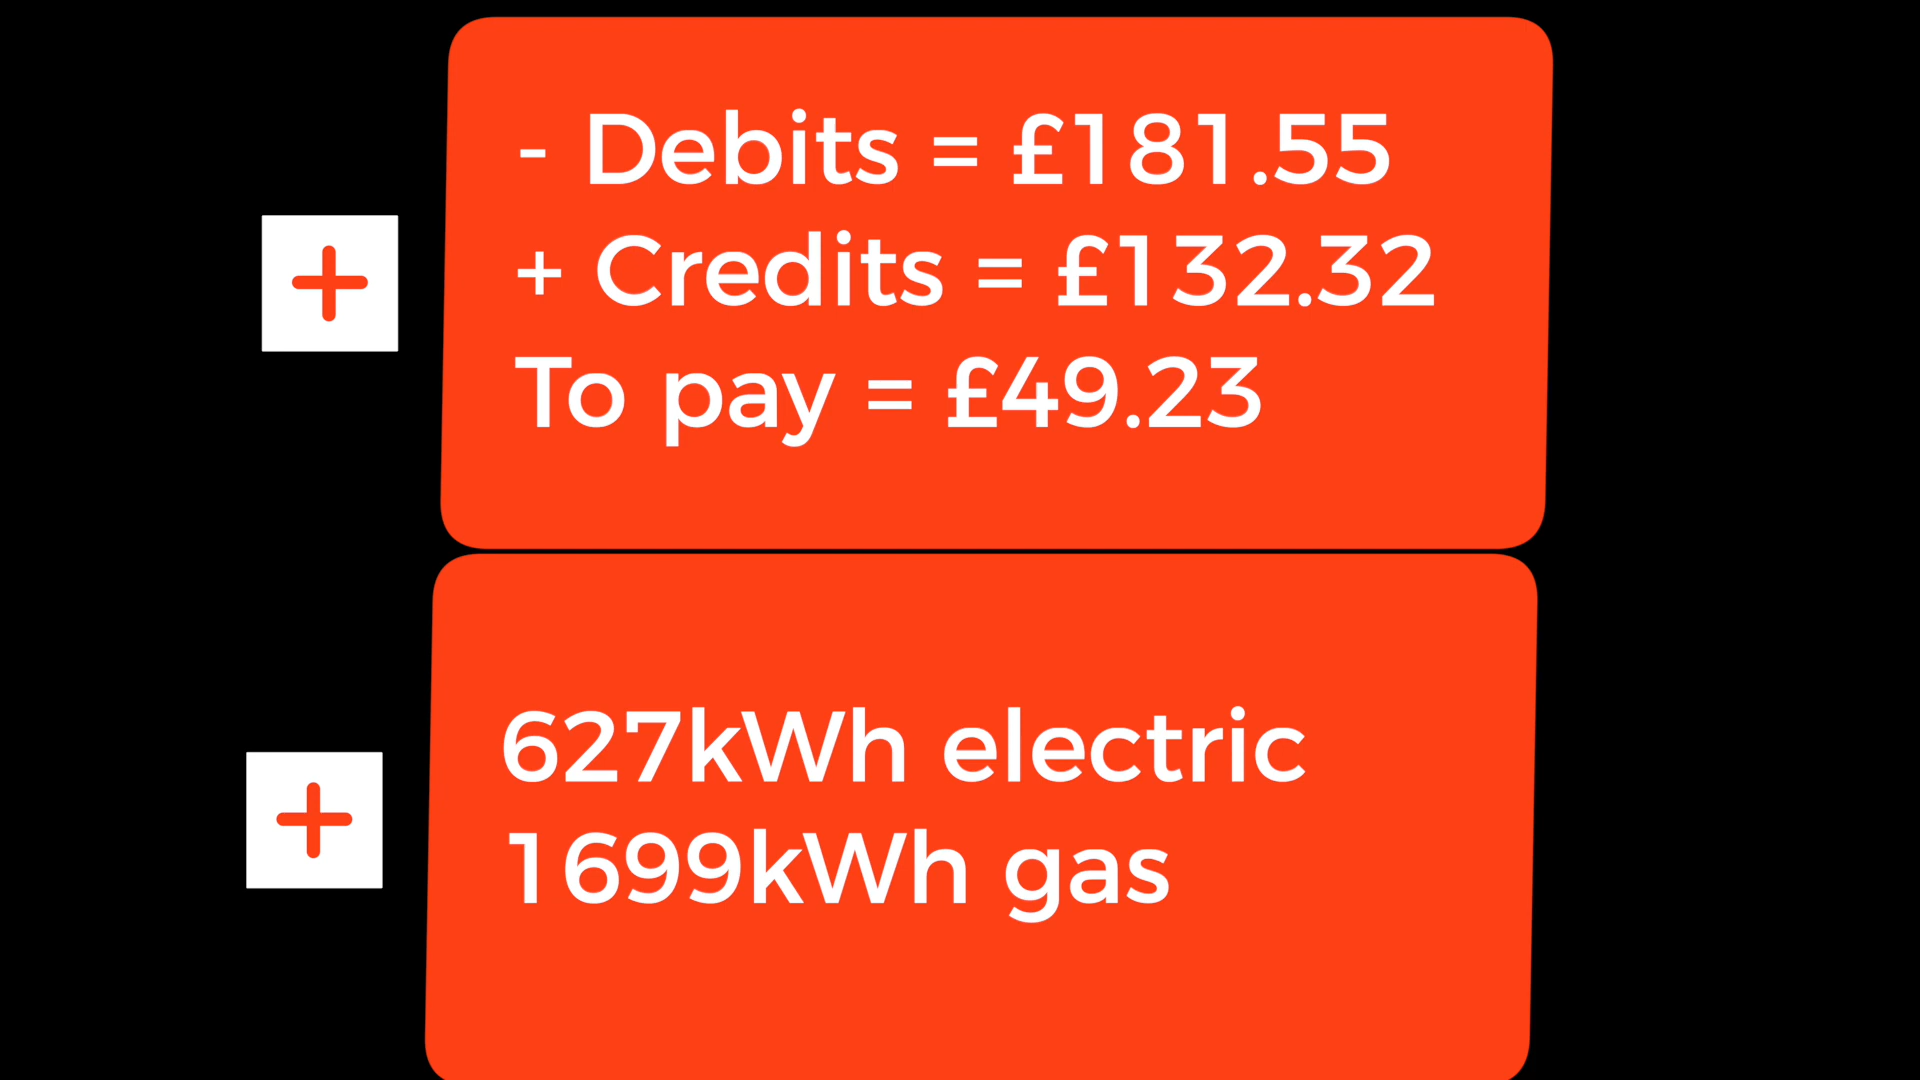 - Debits = £181.55
+ Credits = £132.32
To pay = £49.23
627kWh electric
1699kWh gas